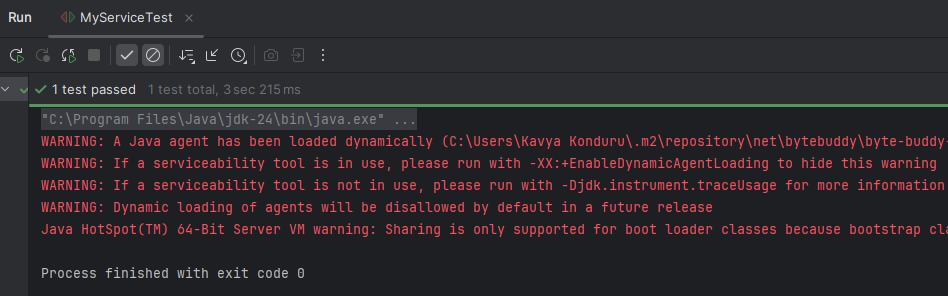 Run MyServiceTest
1 test passed 1 test total, 3 sec 215 ms
"C:\Program Files\Java\jdk-24\bin\java.exe" ...
WARNING: A Java agent has been loaded dynamically (C:\Users\Kavya Konduru\.m2\repository\net\bytebuddy\byte-buddy-
WARNING: If a serviceability tool is in use, please run with -XX:+EnableDynamicAgentLoading to hide this warning
WARNING: If a serviceability tool is not in use, please run with -Djdk.instrument.traceUsage for more information
WARNING: Dynamic loading of agents will be disallowed by default in a future release
Java HotSpot(TM) 64-Bit Server VM warning: Sharing is only supported for boot loader classes because bootstrap cla
Process finished with exit code 0